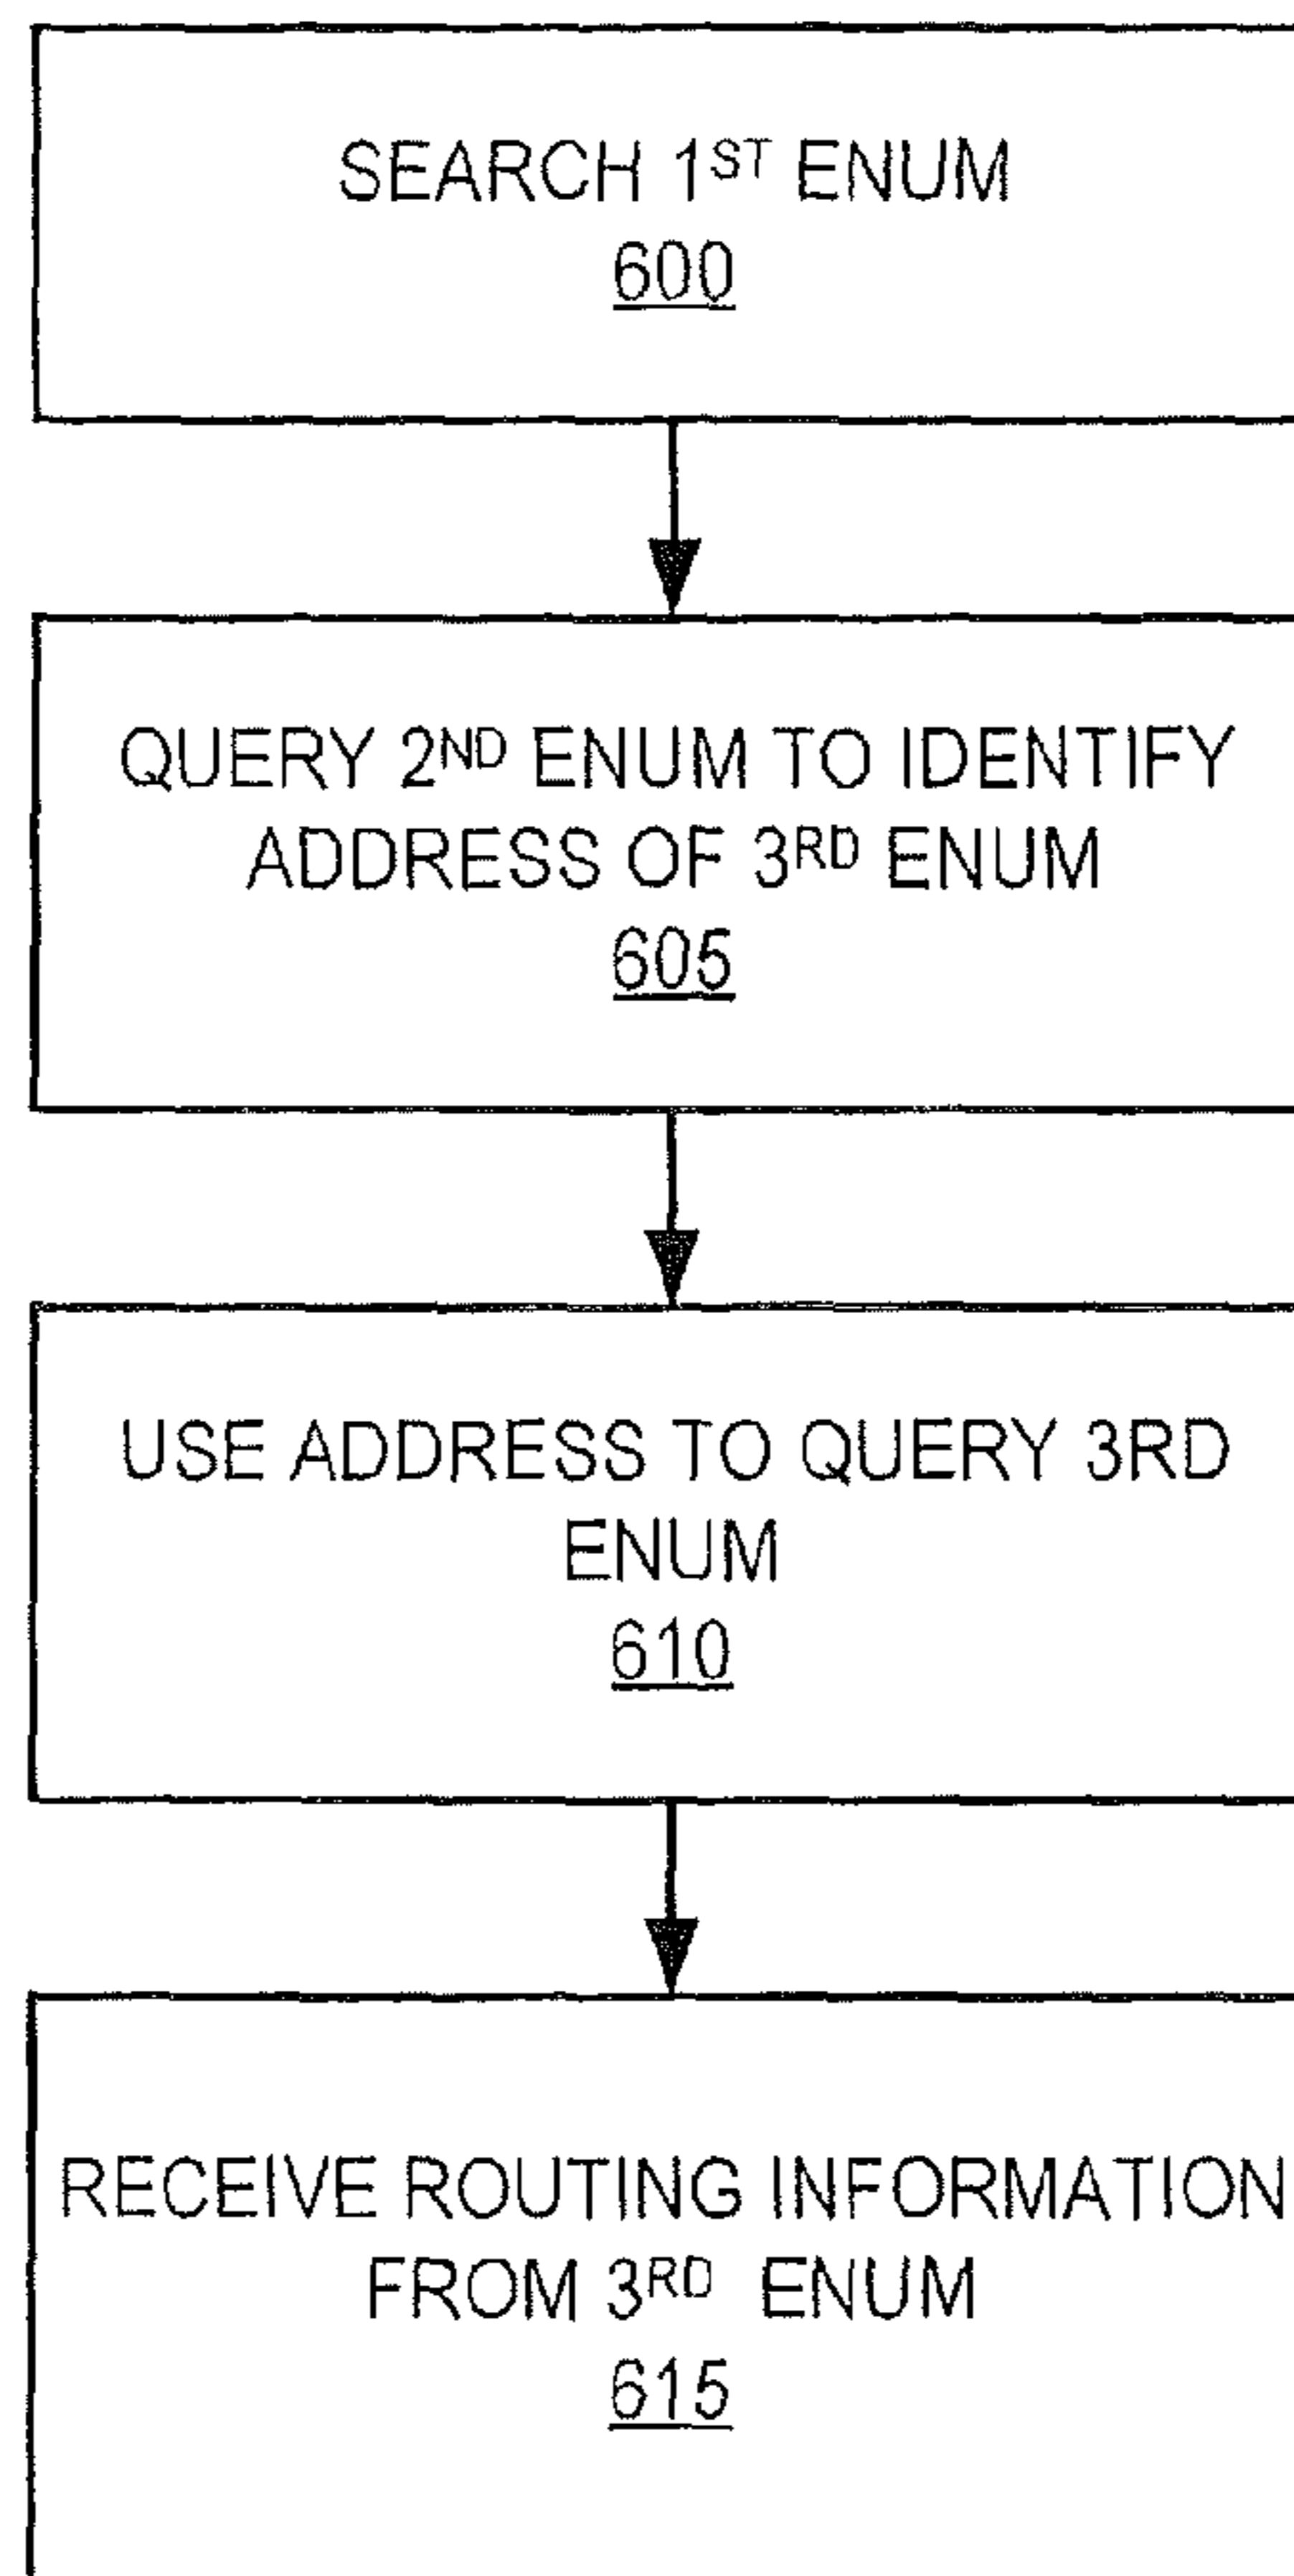 SEARCH 1ST ENUM
600
QUERY 2ND ENUM TO IDENTIFY
ADDRESS OF 3RD ENUM
605
USE ADDRESS TO QUERY 3RD
ENUM
610
RECEIVE ROUTING INFORMATION
FROM 3RD ENUM
615